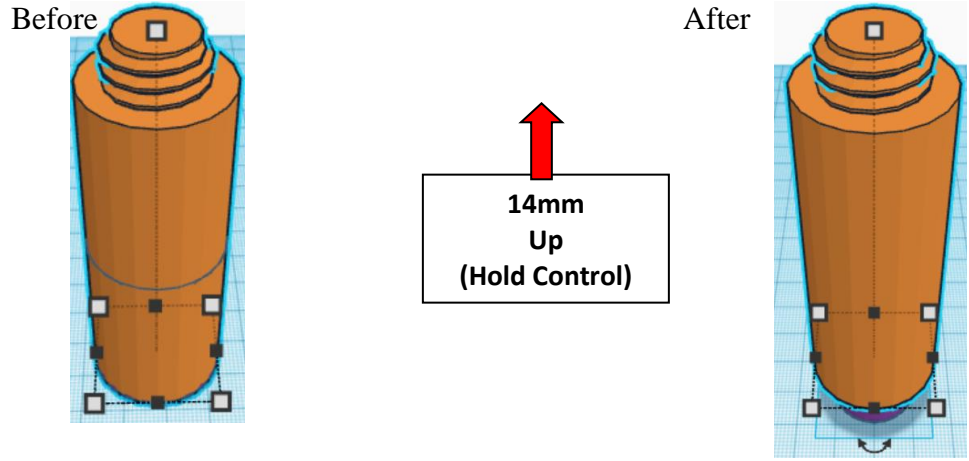 Before
After
14mm
Up
(Hold Control)